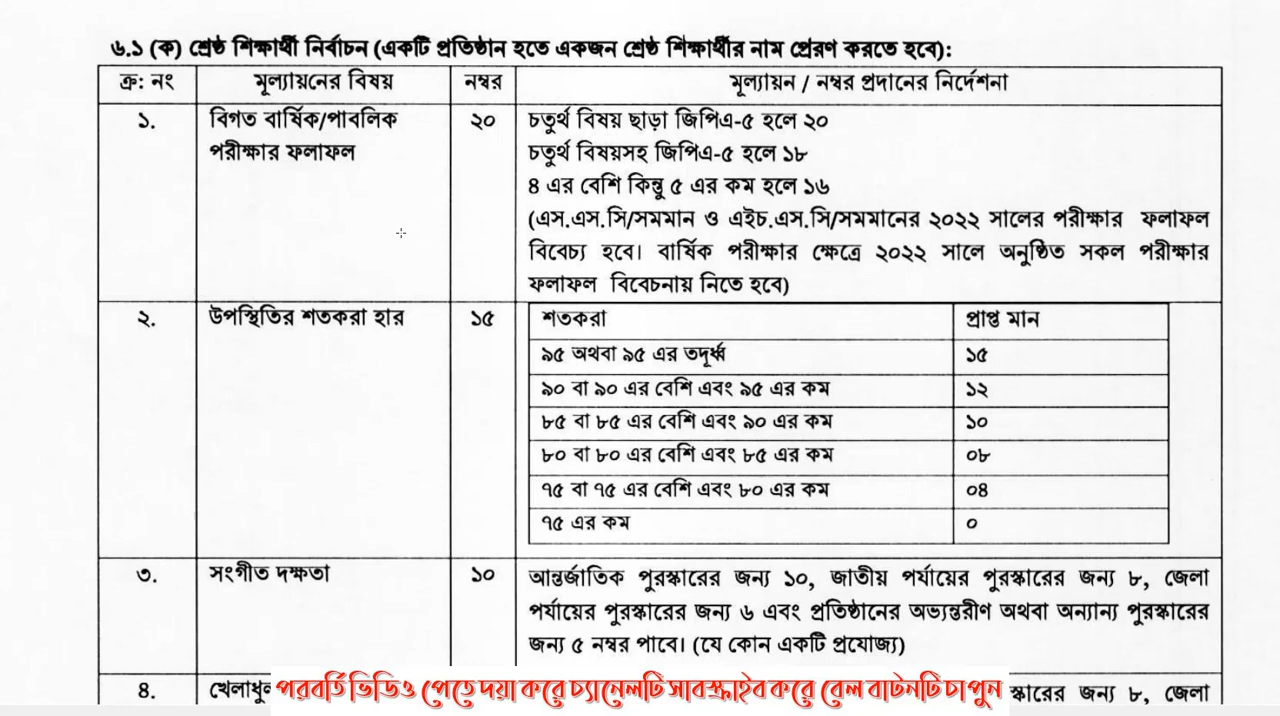 ৬.১ (ক) শ্রেষ্ঠ শিক্ষার্থী নির্বাচন (একটি প্রতিষ্ঠান হতে একজন শ্রেষ্ঠ শিক্ষার্থীর নাম প্রেরণ করতে হবে):
ক্র: নং মূল্যায়নের বিষয় নম্বর মূল্যায়ন / নম্বর প্রদানের নির্দেশনা
১. বিগত বার্ষিক/পাবলিক ২০ চতুর্থ বিষয় ছাড়া জিপিএ-৫ হলে ২০
পরীক্ষার ফলাফল চতুর্থ বিষয়সহ জিপিএ-৫ হলে ১৮
৪ এর বেশি কিন্তু ৫ এর কম হলে ১৬
(এস.এস.সি/সমমান ও এইচ.এস.সি/সমমানের ২০২২ সালের পরীক্ষার ফলাফল
বিবেচ্য হবে। বার্ষিক পরীক্ষার ক্ষেত্রে ২০২২ সালে অনুষ্ঠিত সকল পরীক্ষার
ফলাফল বিবেচনায় নিতে হবে)
২. উপস্থিতির শতকরা হার ১৫ শতকরা প্রাপ্ত মান
৯৫ অথবা ৯৫ এর তদূর্ধ্ব ১৫
৯০ বা ৯০ এর বেশি এবং ৯৫ এর কম ১২
৮৫ বা ৮৫ এর বেশি এবং ৯০ এর কম ১০
৮০ বা ৮০ এর বেশি এবং ৮৫ এর কম ০৮
৭৫ বা ৭৫ এর বেশি এবং ৮০ এর কম ০৪
৭৫ এর কম ০
৩. সংগীত দক্ষতা ১০ আন্তর্জাতিক পুরস্কারের জন্য ১০, জাতীয় পর্যায়ের পুরস্কারের জন্য ৮, জেলা
পর্যায়ের পুরস্কারের জন্য ৬ এবং প্রতিষ্ঠানের অভ্যন্তরীণ অথবা অন্যান্য পুরস্কারের
জন্য ৫ নম্বর পাবে। (যে কোন একটি প্রযোজ্য)
৪. জন্য ৮, জেলা
পরবর্তি ভিডিও পেতে দয়া করে চ্যানেলটি সাবস্ক্রাইব করে বেল বাটনটি চাপুন